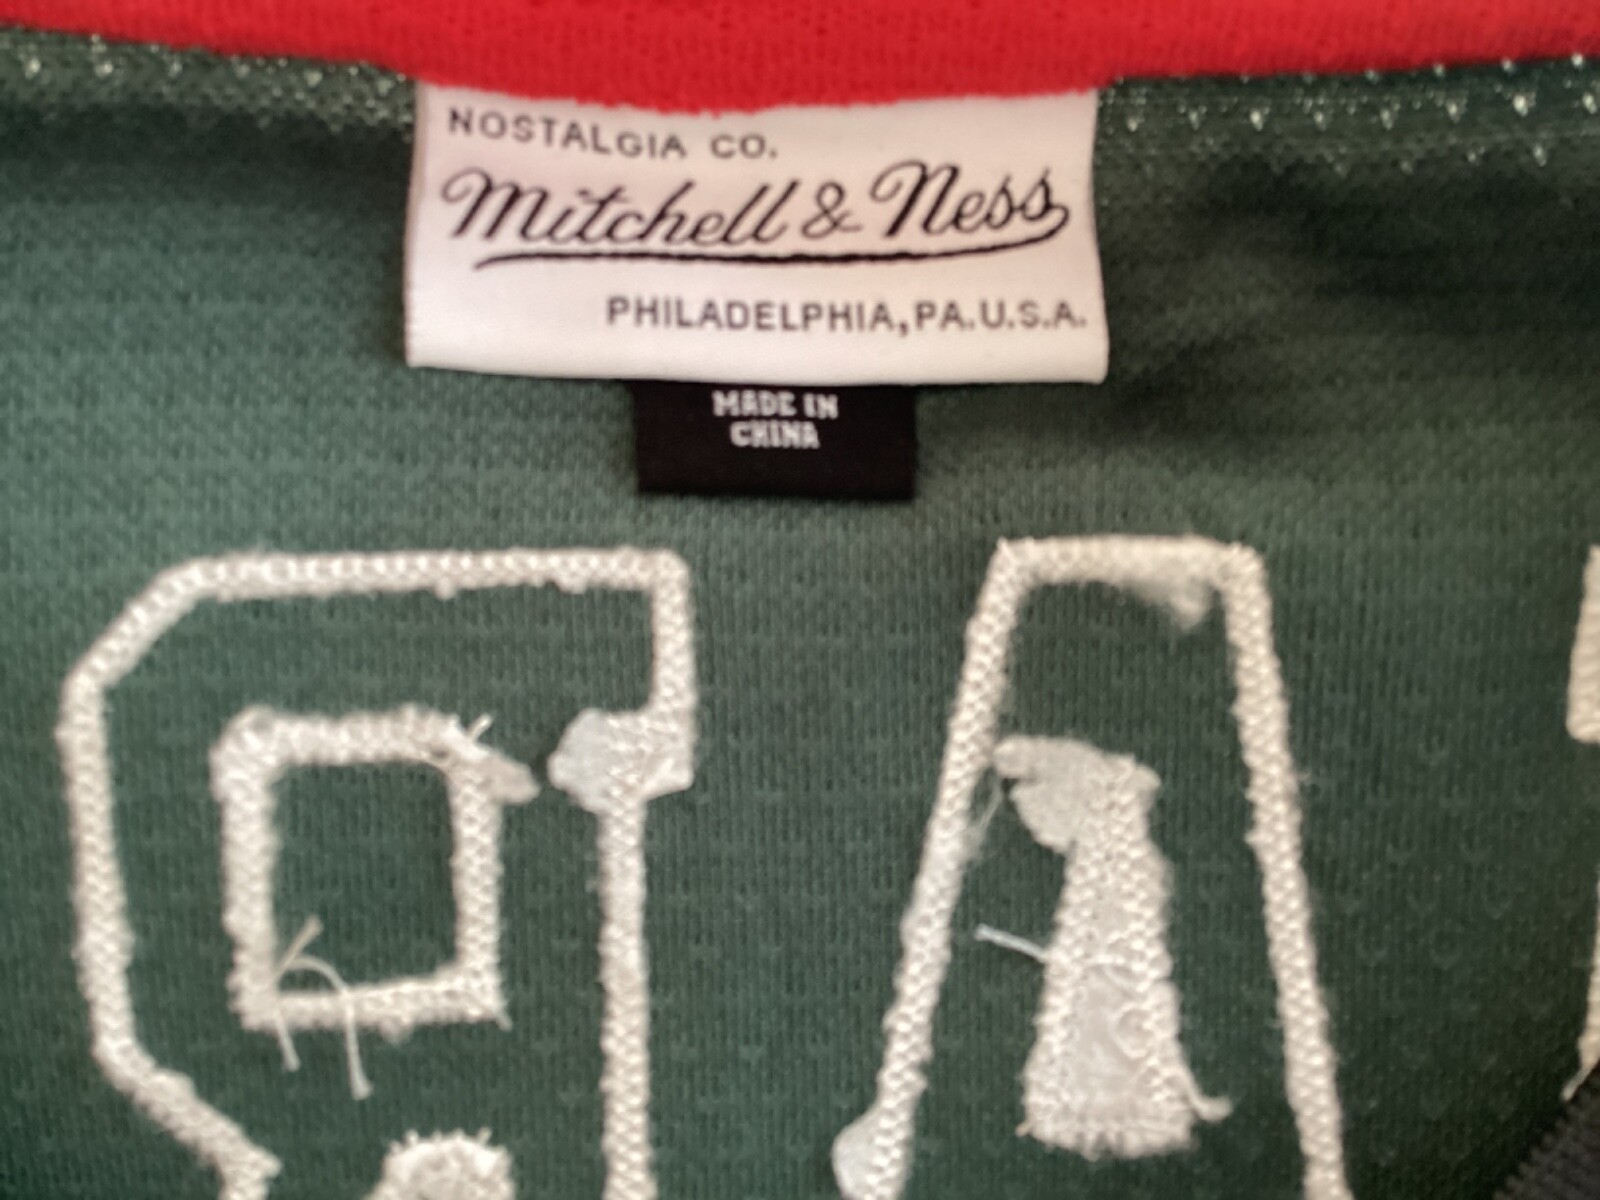 NOSTALGIA CO.
Mitchell & Ness
PHILADELPHIA, PA. U.S.A.
MADE IN
CHINA